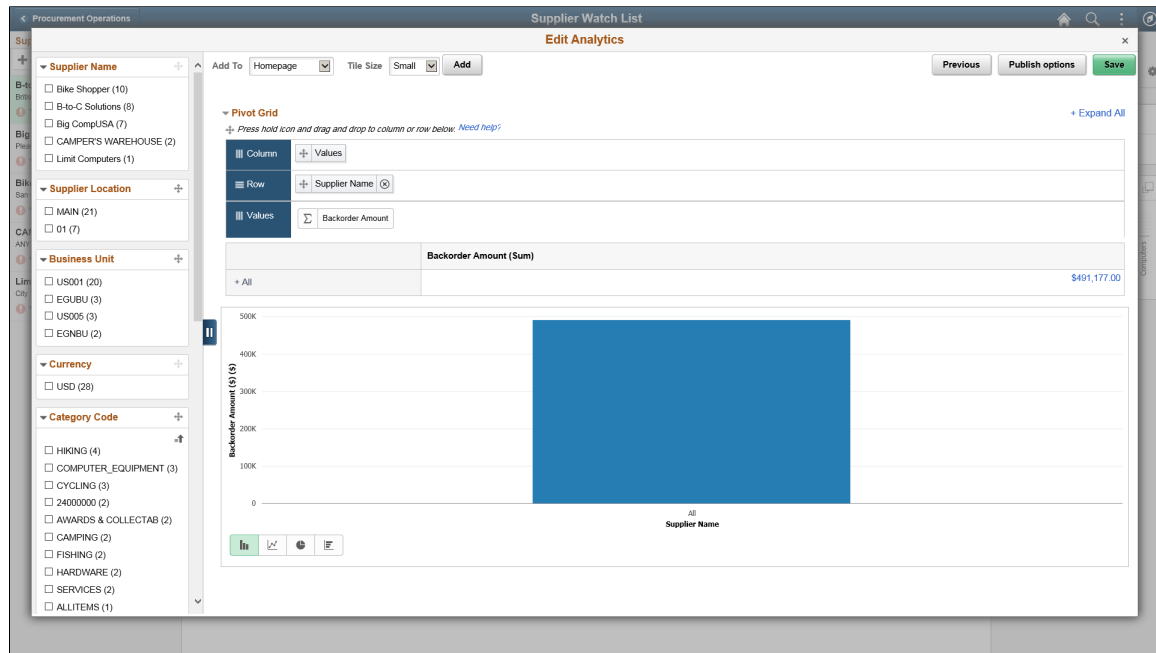 Procurement Operations
Supplier Watch List
Edit Analytics
×
Add To Homepage Tile Size Small Add
Previous Publish options Save
Supplier Name
Bike Shopper (10)
B-to-C Solutions (8)
Big CompUSA (7)
CAMPER'S WAREHOUSE (2)
Limit Computers (1)
Supplier Location
MAIN (21)
01 (7)
Business Unit
US001 (20)
EGUBU (3)
US005 (3)
EGNBU (2)
Currency
USD (28)
Category Code
HIKING (4)
COMPUTER_EQUIPMENT (3)
CYCLING (3)
24000000 (2)
AWARDS & COLLECTAB (2)
CAMPING (2)
FISHING (2)
HARDWARE (2)
SERVICES (2)
ALLITEMS (1)
Pivot Grid
+ Expand All
Press hold icon and drag and drop to column or row below. Need help?
Column Values
Row Supplier Name
Values Σ Backorder Amount
Backorder Amount (Sum)
+ All $491,177.00
Backorder Amount ($) ($)
500K
400K
300K
200K
100K
0
All
Supplier Name
Computers